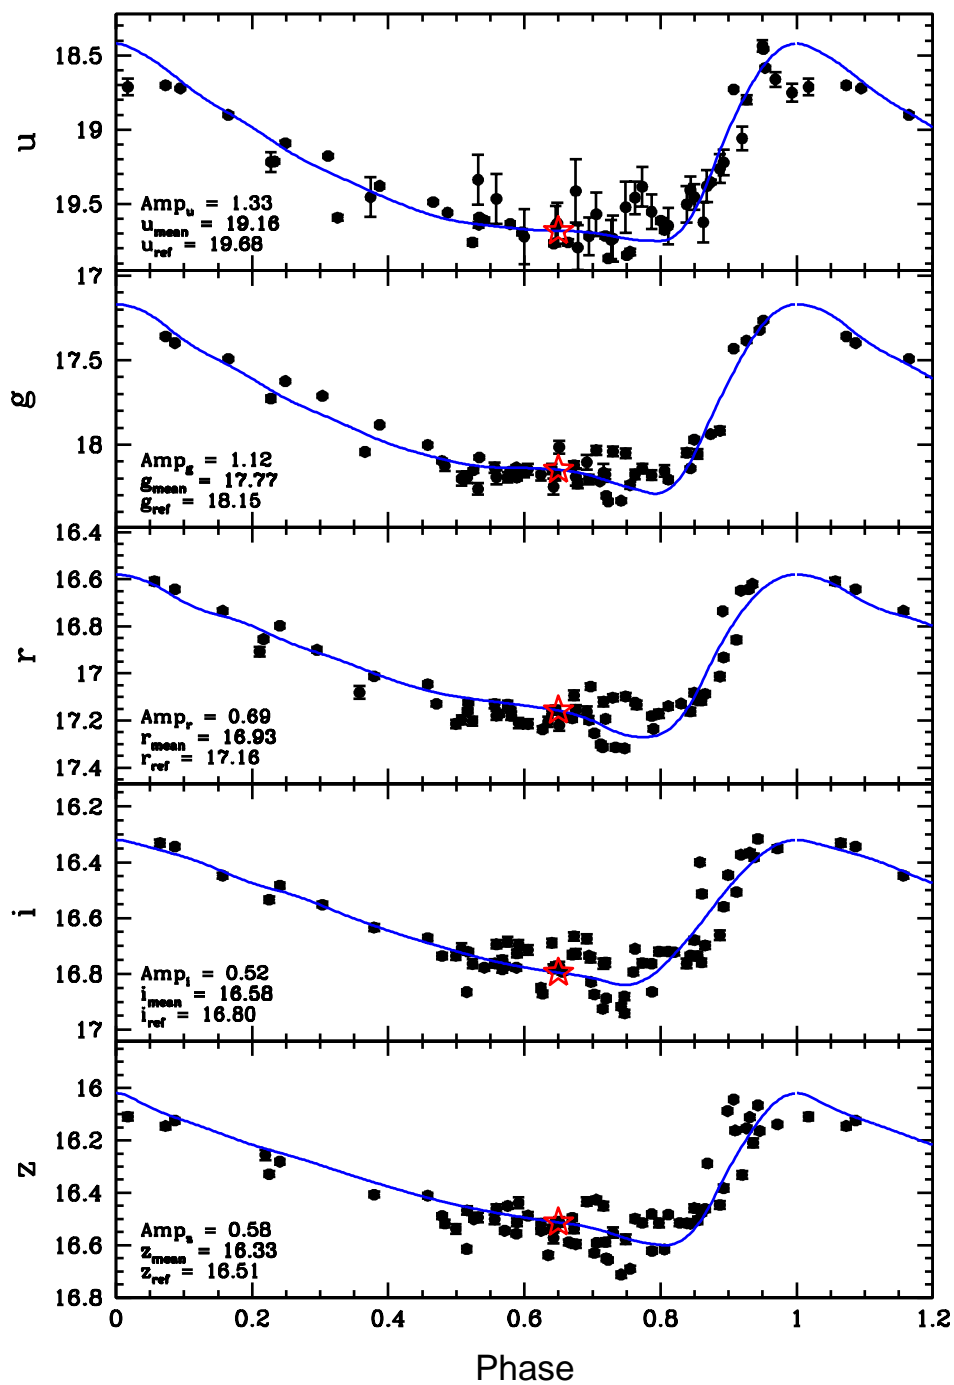 18.5
19
19.5
u
Ampu = 1.33
umean = 19.16
uref = 19.68
17
17.5
18
g
Ampg = 1.12
gmean = 17.77
gref = 18.15
16.4
16.6
16.8
17
17.2
17.4
r
Ampr = 0.69
rmean = 16.93
rref = 17.16
16.2
16.4
16.6
16.8
17
i
Ampi = 0.52
imean = 16.58
iref = 16.80
16
16.2
16.4
16.6
16.8
z
Ampz = 0.58
zmean = 16.33
zref = 16.51
0 0.2 0.4 0.6 0.8 1 1.2
Phase